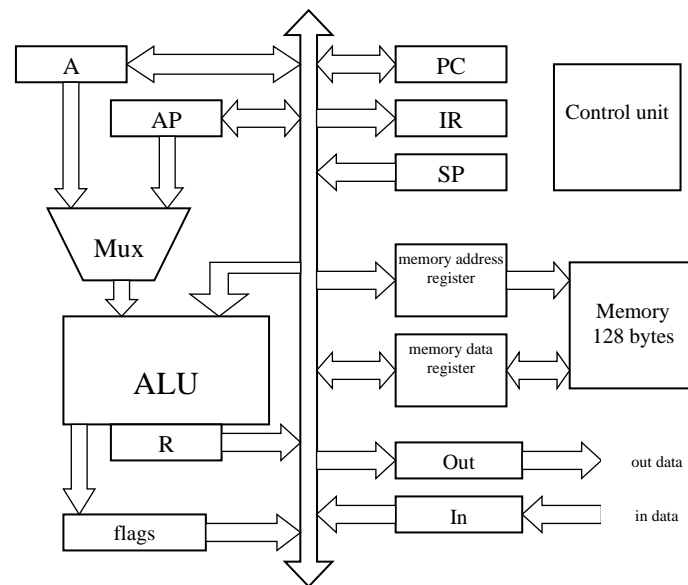 A
PC
AP
IR
Control unit
SP
Mux
memory address
register
Memory
128 bytes
memory data
register
ALU
R
Out
out data
In
in data
flags